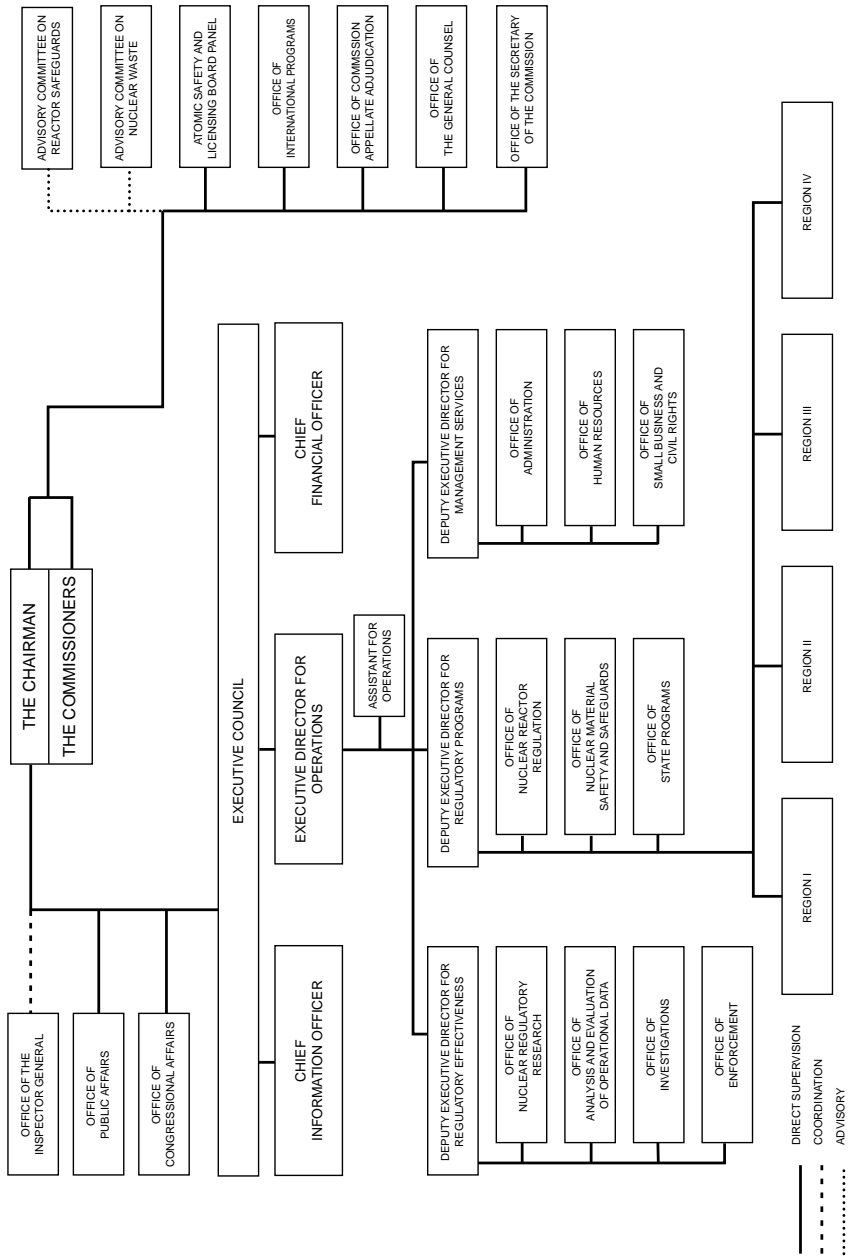 THE CHAIRMAN
THE COMMISSIONERS
OFFICE OF THE
INSPECTOR GENERAL
OFFICE OF
PUBLIC AFFAIRS
OFFICE OF
CONGRESSIONAL AFFAIRS
ADVISORY COMMITTEE ON
REACTOR SAFEGUARDS
ADVISORY COMMITTEE ON
NUCLEAR WASTE
ATOMIC SAFETY AND
LICENSING BOARD PANEL
OFFICE OF
INTERNATIONAL PROGRAMS
OFFICE OF COMMSSION
APPELLATE ADJUDICATION
OFFICE OF
THE GENERAL COUNSEL
OFFICE OF THE SECRETARY
OF THE COMMISSION
EXECUTIVE COUNCIL
CHIEF
INFORMATION OFFICER
EXECUTIVE DIRECTOR FOR
OPERATIONS
CHIEF
FINANCIAL OFFICER
ASSISTANT FOR
OPERATIONS
DEPUTY EXECUTIVE DIRECTOR FOR
REGULATORY EFFECTIVENESS
OFFICE OF
NUCLEAR REGULATORY
RESEARCH
OFFICE OF
ANALYSIS AND EVALUATION
OF OPERATIONAL DATA
OFFICE OF
INVESTIGATIONS
OFFICE OF
ENFORCEMENT
DEPUTY EXECUTIVE DIRECTOR FOR
REGULATORY PROGRAMS
OFFICE OF
NUCLEAR REACTOR
REGULATION
OFFICE OF
NUCLEAR MATERIAL
SAFETY AND SAFEGUARDS
OFFICE OF
STATE PROGRAMS
DEPUTY EXECUTIVE DIRECTOR FOR
MANAGEMENT SERVICES
OFFICE OF
ADMINISTRATION
OFFICE OF
HUMAN RESOURCES
OFFICE OF
SMALL BUSINESS AND
CIVIL RIGHTS
REGION I
REGION II
REGION III
REGION IV
DIRECT SUPERVISION
COORDINATION
ADVISORY